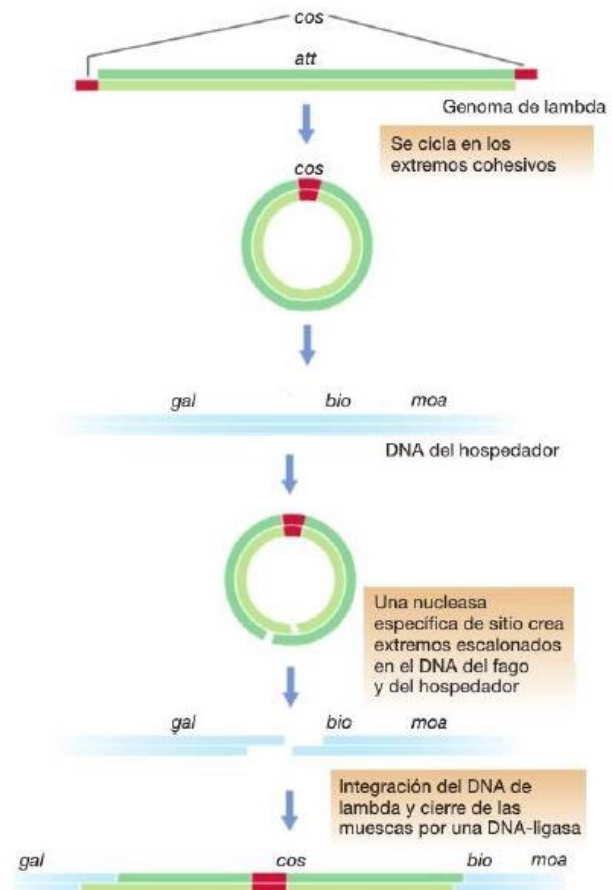 cos
att
Genoma de lambda
Se cicla en los
extremos cohesivos
cos
gal bio moa
DNA del hospedador
Una nucleasa
específica de sitio crea
extremos escalonados
en el DNA del fago
y del hospedador
gal bio moa
Integración del DNA de
lambda y cierre de las
muescas por una DNA-ligasa
gal cos bio moa